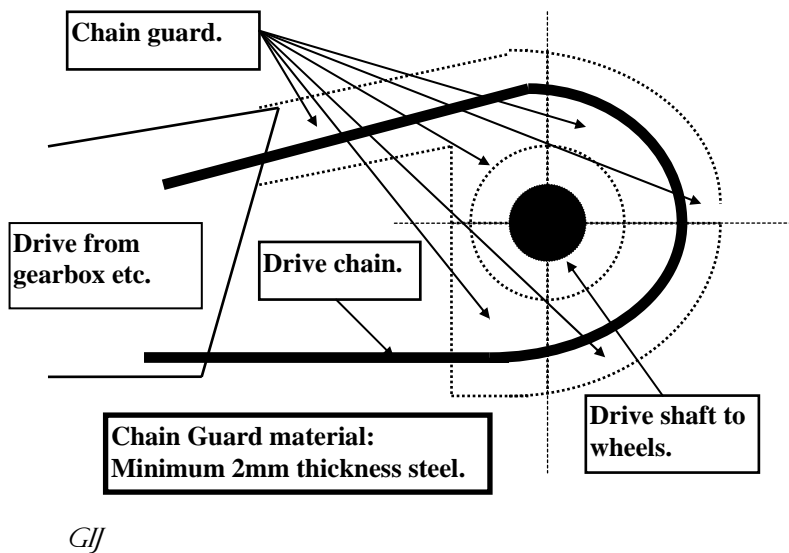 Chain guard.
Drive from
gearbox etc.
Drive chain.
Drive shaft to
wheels.
Chain Guard material:
Minimum 2mm thickness steel.
GIJ